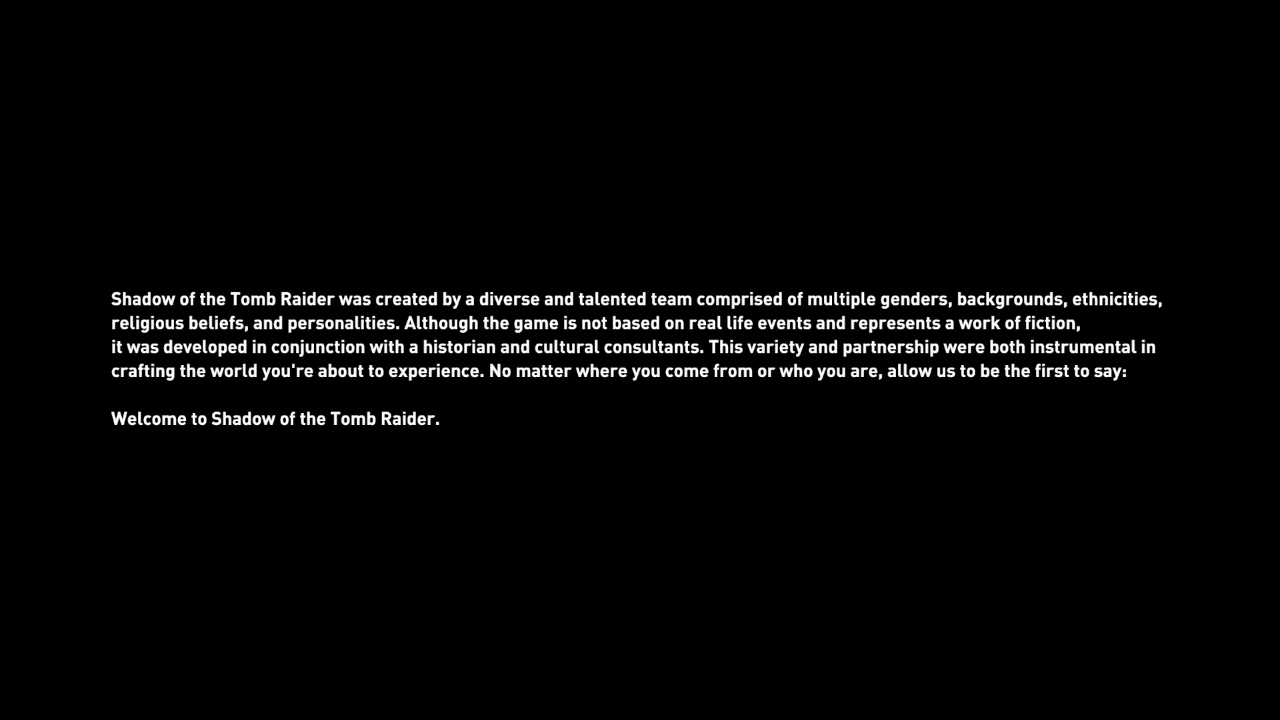 Shadow of the Tomb Raider was created by a diverse and talented team comprised of multiple genders, backgrounds, ethnicities,
religious beliefs, and personalities. Although the game is not based on real life events and represents a work of fiction,
it was developed in conjunction with a historian and cultural consultants. This variety and partnership were both instrumental in
crafting the world you're about to experience. No matter where you come from or who you are, allow us to be the first to say:
Welcome to Shadow of the Tomb Raider.